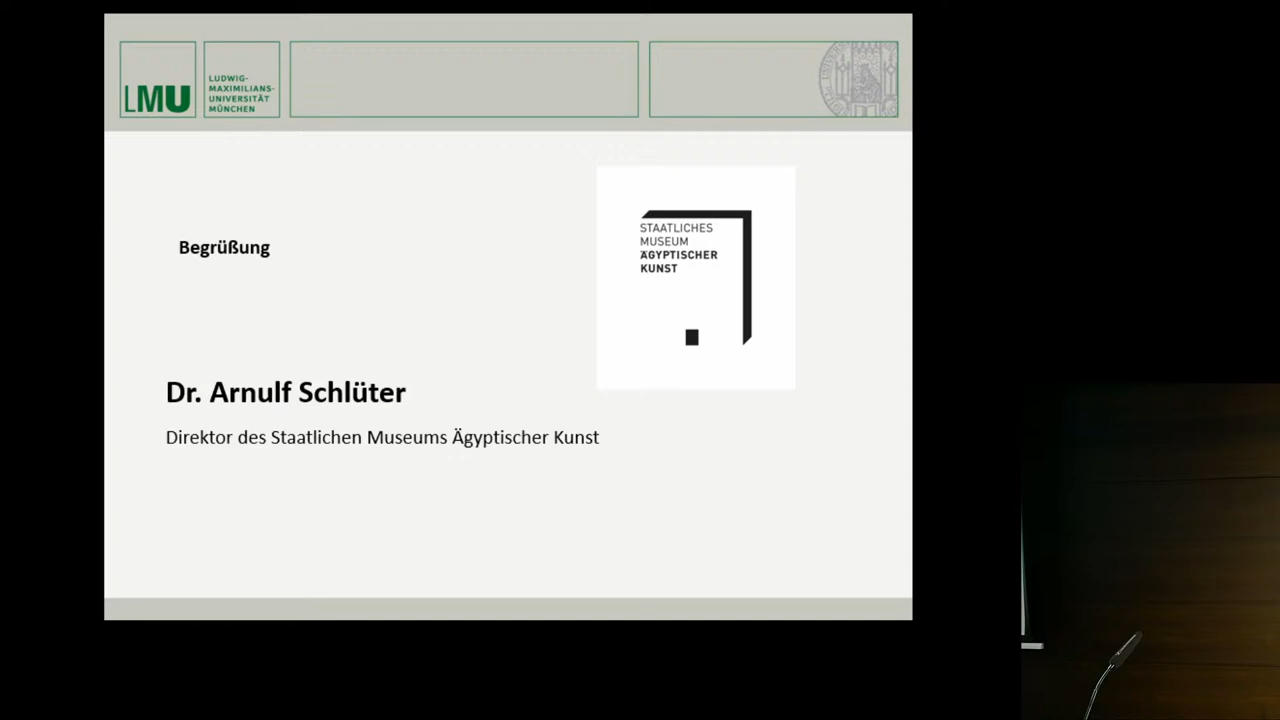 LMU
LUDWIG-
MAXIMILIANS-
UNIVERSITÄT
MÜNCHEN
STAATLICHES
MUSEUM
ÄGYPTISCHER
KUNST
Begrüßung
Dr. Arnulf Schlüter
Direktor des Staatlichen Museums Ägyptischer Kunst